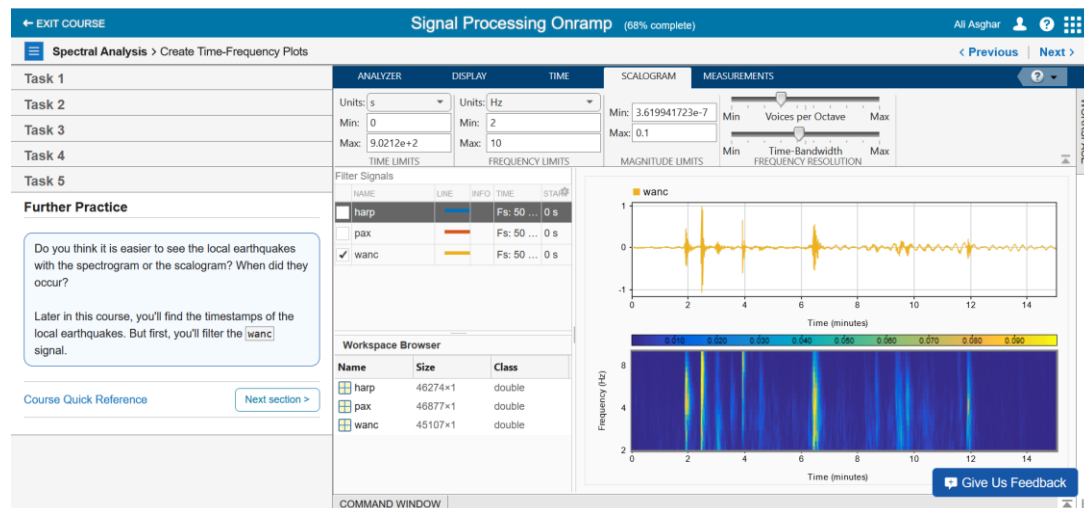 ← EXIT COURSE
Signal Processing Onramp (68% complete)
Ali Asghar
Spectral Analysis > Create Time-Frequency Plots
< Previous | Next >
Task 1
Task 2
Task 3
Task 4
Task 5
Further Practice
Do you think it is easier to see the local earthquakes
with the spectrogram or the scalogram? When did they
occur?
Later in this course, you'll find the timestamps of the
local earthquakes. But first, you'll filter the wanc
signal.
Course Quick Reference
Next section >
ANALYZER DISPLAY TIME SCALOGRAM MEASUREMENTS
Units: s
Min: 0
Max: 9.0212e+2
TIME LIMITS
Units: Hz
Min: 2
Max: 10
FREQUENCY LIMITS
Min: 3.619941723e-7
Max: 0.1
MAGNITUDE LIMITS
Min Voices per Octave Max
Min Time-Bandwidth Max
FREQUENCY RESOLUTION
Filter Signals
NAME LINE INFO TIME START
harp Fs: 50 ... 0 s
pax Fs: 50 ... 0 s
wanc Fs: 50 ... 0 s
Workspace Browser
Name Size Class
harp 46274×1 double
pax 46877×1 double
wanc 45107×1 double
COMMAND WINDOW
wanc
1
0
-1
0 2 4 6 8 10 12 14
Time (minutes)
0.010 0.020 0.030 0.040 0.050 0.060 0.070 0.080 0.090
Frequency (Hz)
8
4
2
0 2 4 6 8 10 12 14
Time (minutes)
Give Us Feedback